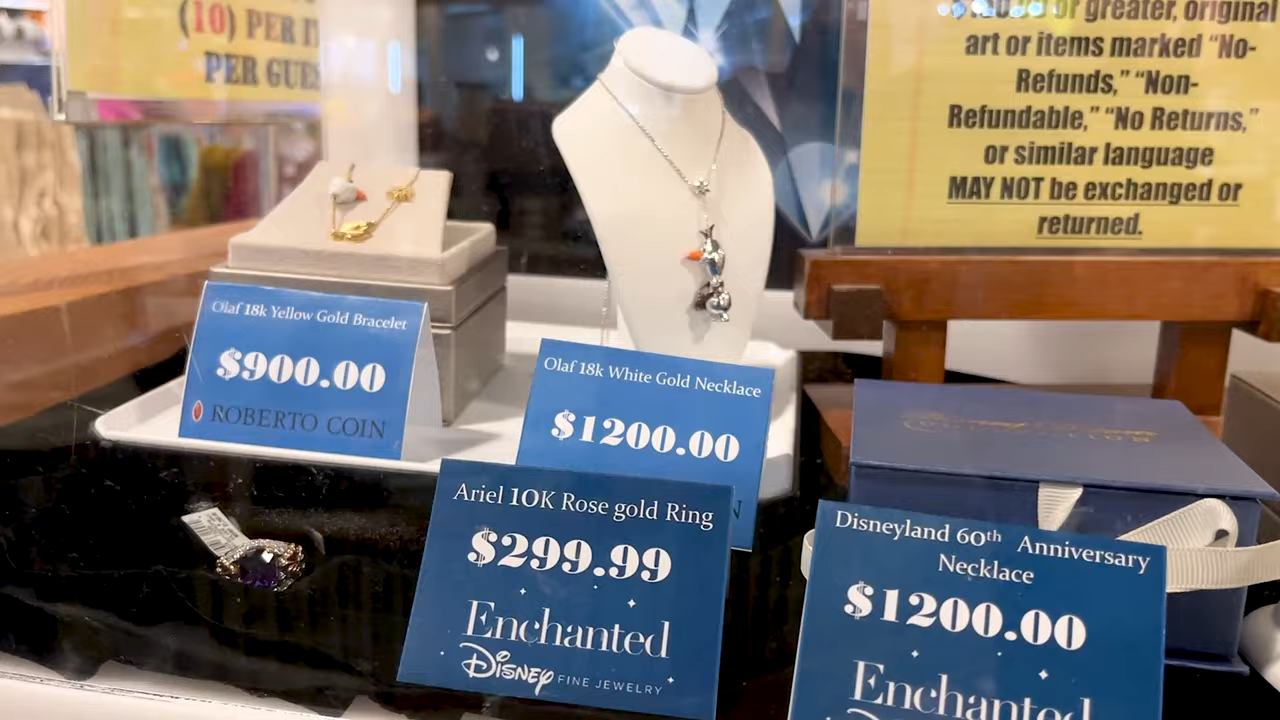 (10) PER
PER GUES
or greater, original
art or items marked "No-
Refunds," "Non-
Refundable," "No Returns,"
or similar language
MAY NOT be exchanged or
returned.
Olaf 18k Yellow Gold Bracelet
$900.00
ROBERTO COIN
Olaf 18k White Gold Necklace
$1200.00
N
Ariel 10K Rose gold Ring
$299.99
Enchanted
Disney FINE JEWELRY
Disneyland 60th Anniversary
Necklace
$1200.00
Enchanted